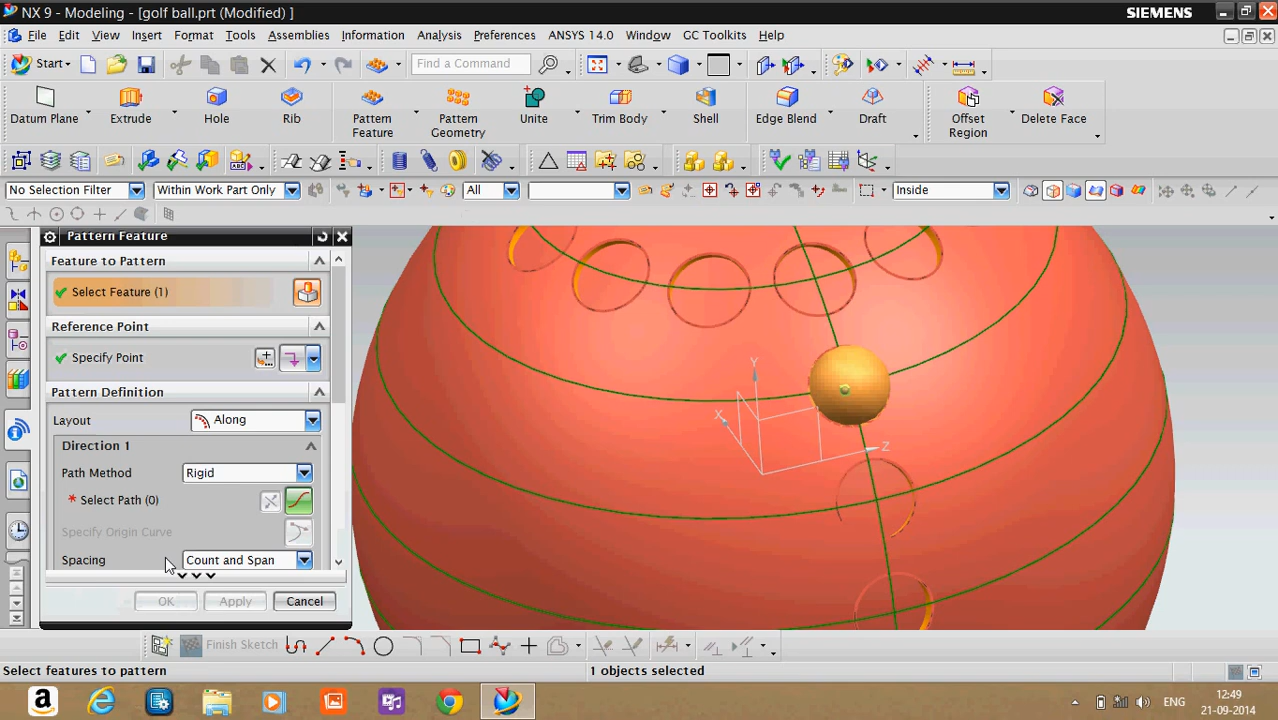 NX 9 - Modeling - [golf ball.prt (Modified) ]
SIEMENS
File Edit View Insert Format Tools Assemblies Information Analysis Preferences ANSYS 14.0 Window GC Toolkits Help
Start Find a Command
Datum Plane Extrude Hole Rib Pattern Feature Pattern Geometry Unite Trim Body Shell Edge Blend Draft Offset Region Delete Face
No Selection Filter Within Work Part Only All Inside
Pattern Feature
Feature to Pattern
Select Feature (1)
Reference Point
Specify Point
Pattern Definition
Layout Along
Direction 1
Path Method Rigid
* Select Path (0)
Specify Origin Curve
Spacing Count and Span
OK Apply Cancel
Y
X
Z
Finish Sketch
Select features to pattern
1 objects selected
ENG
12:49
21-09-2014